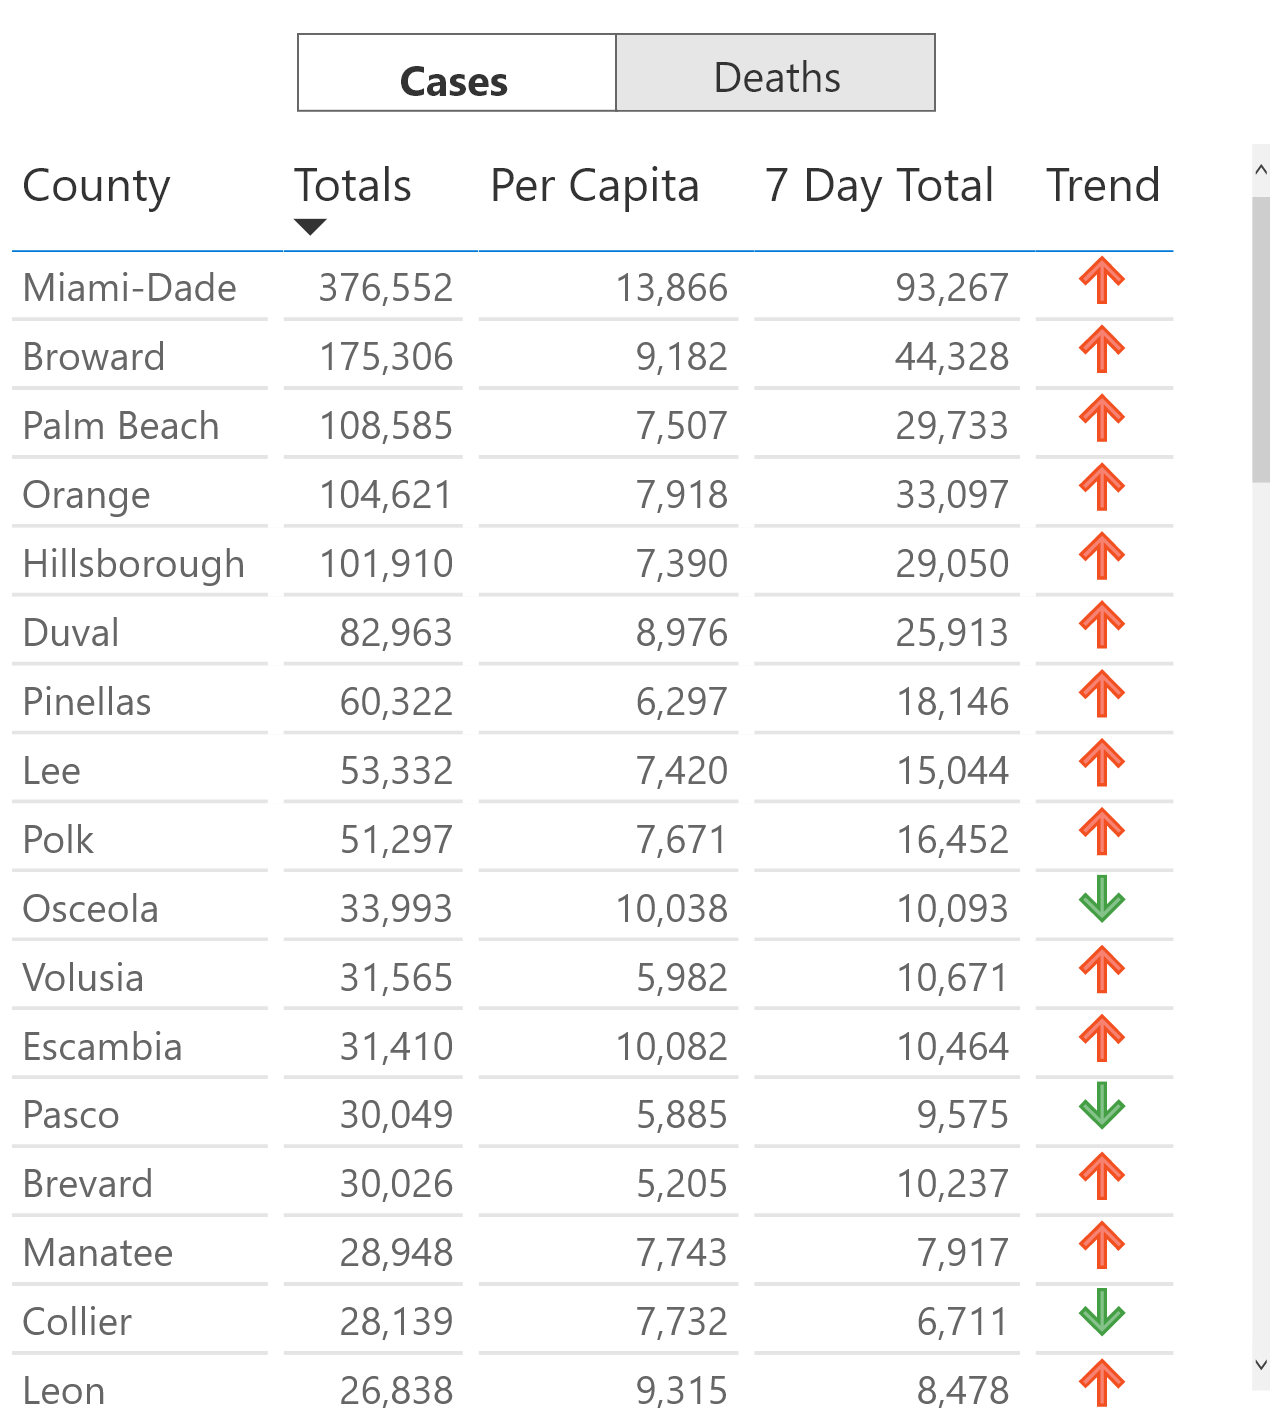 Cases Deaths
County Totals Per Capita 7 Day Total Trend
Miami-Dade 376,552 13,866 93,267
Broward 175,306 9,182 44,328
Palm Beach 108,585 7,507 29,733
Orange 104,621 7,918 33,097
Hillsborough 101,910 7,390 29,050
Duval 82,963 8,976 25,913
Pinellas 60,322 6,297 18,146
Lee 53,332 7,420 15,044
Polk 51,297 7,671 16,452
Osceola 33,993 10,038 10,093
Volusia 31,565 5,982 10,671
Escambia 31,410 10,082 10,464
Pasco 30,049 5,885 9,575
Brevard 30,026 5,205 10,237
Manatee 28,948 7,743 7,917
Collier 28,139 7,732 6,711
Leon 26,838 9,315 8,478